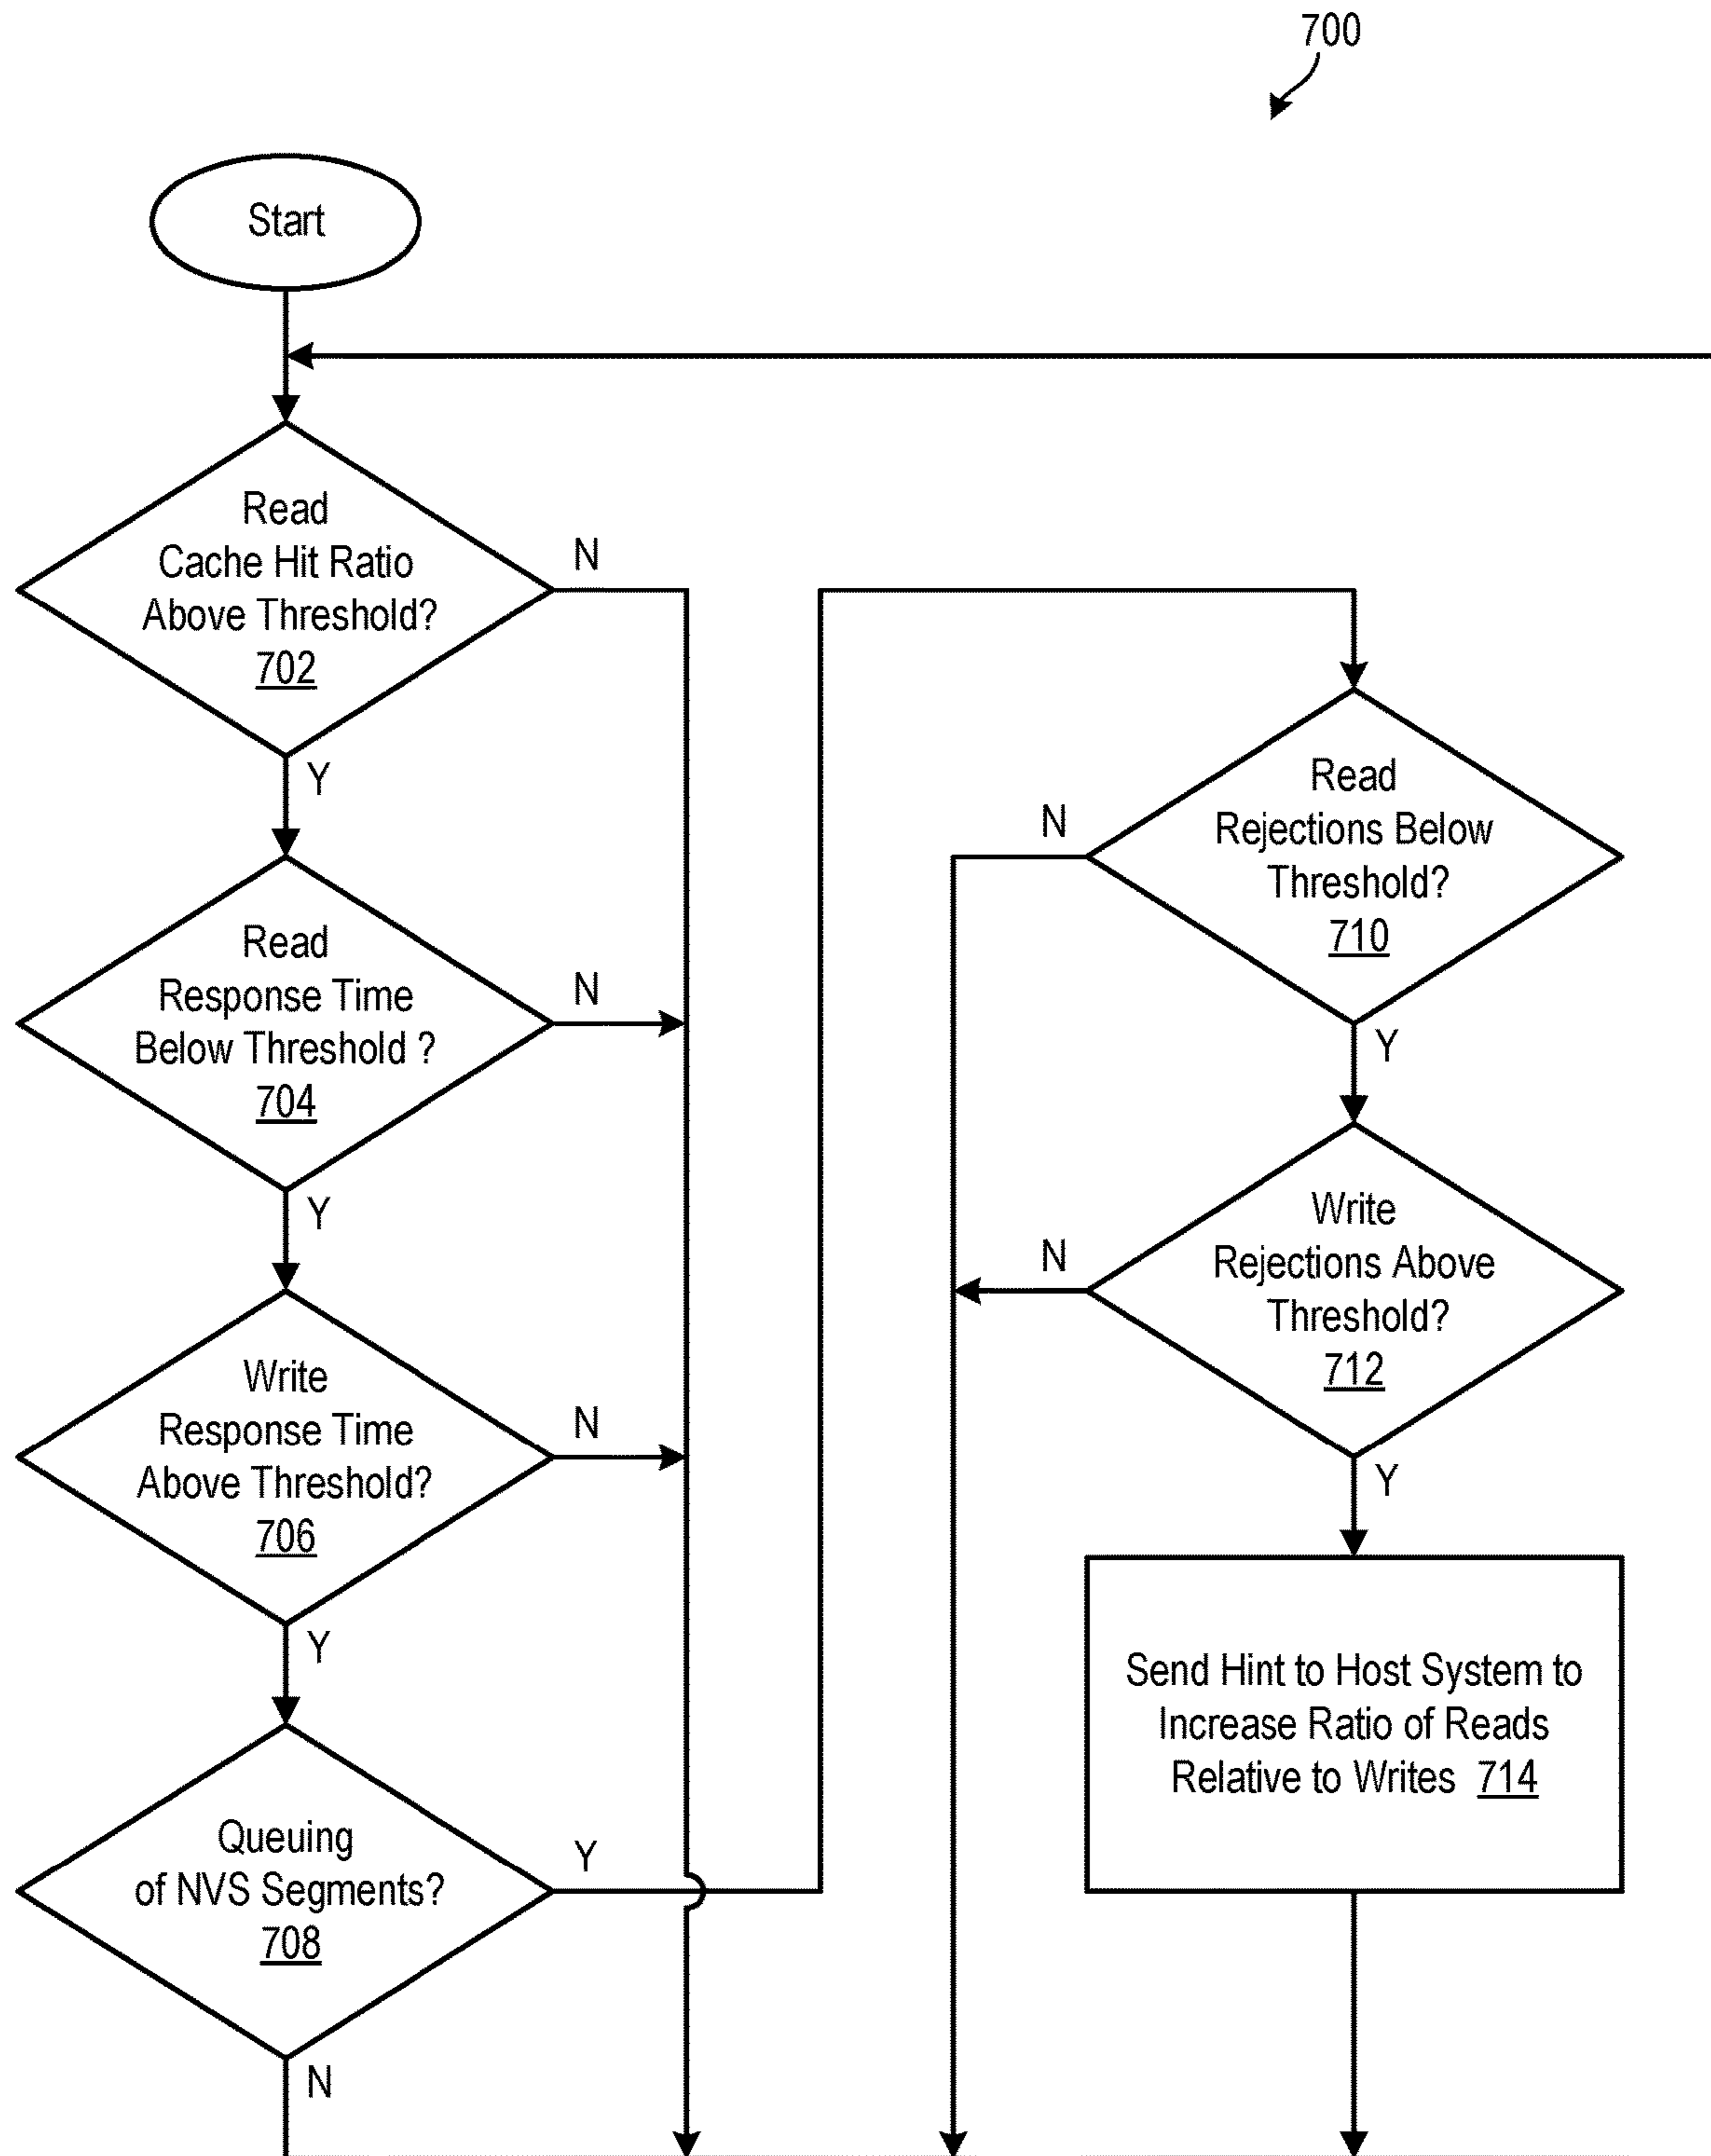 700
Start
Read
Cache Hit Ratio
Above Threshold?
702
N
Y
Read
Response Time
Below Threshold ?
704
N
Y
Write
Response Time
Above Threshold?
706
N
Y
Queuing
of NVS Segments?
708
Y
N
Read
Rejections Below
Threshold?
710
N
Y
Write
Rejections Above
Threshold?
712
N
Y
Send Hint to Host System to
Increase Ratio of Reads
Relative to Writes 714